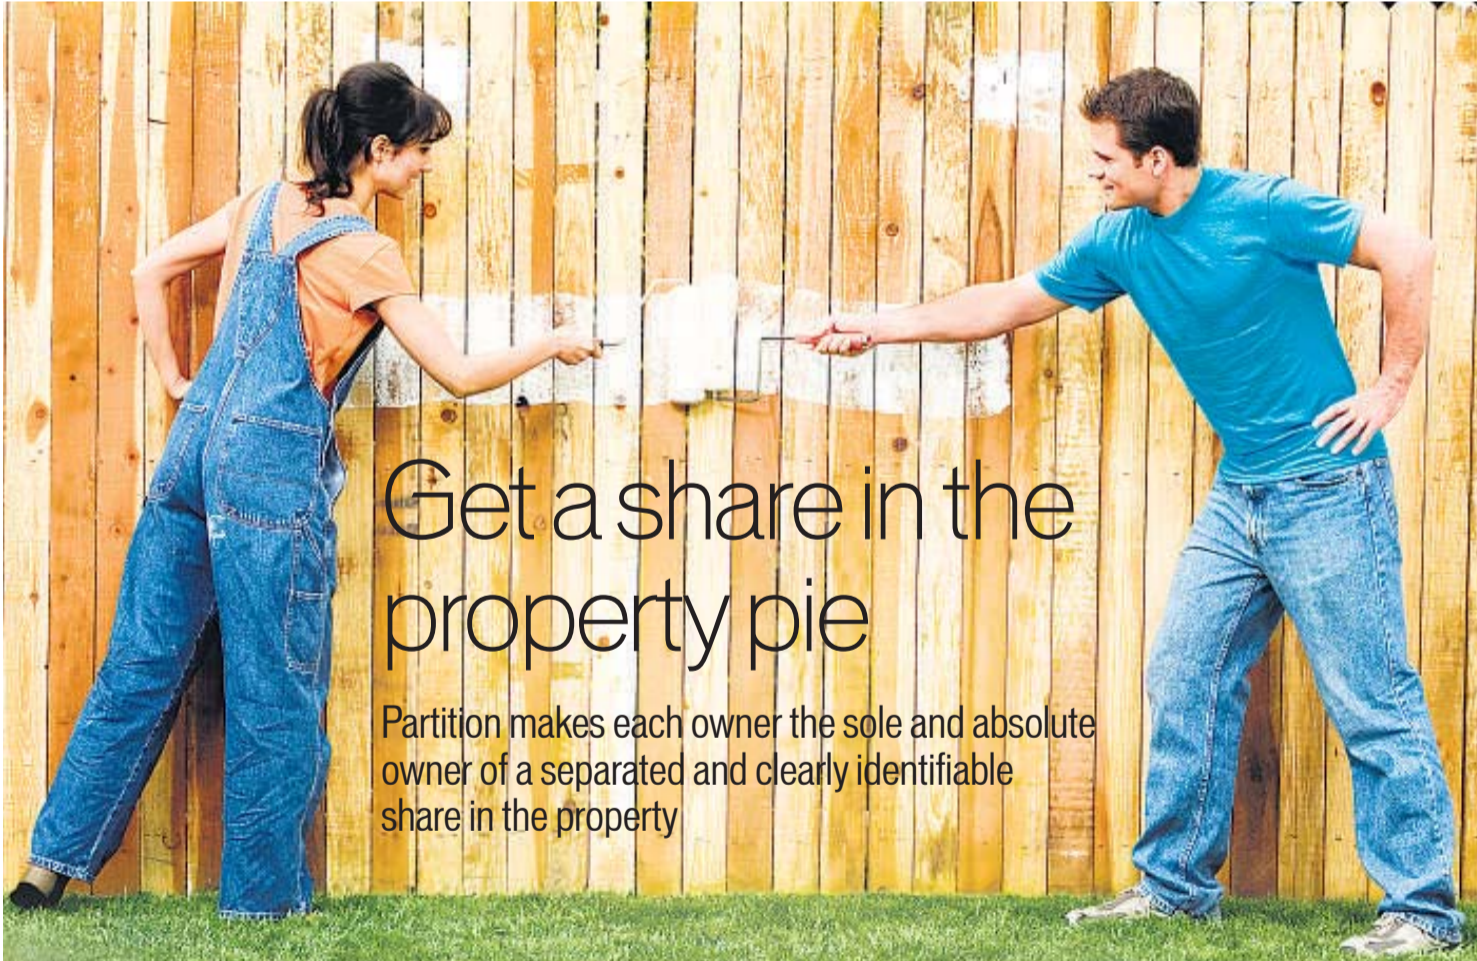 Get a share in the
property pie
Partition makes each owner the sole and absolute
owner of a separated and clearly identifiable
share in the property